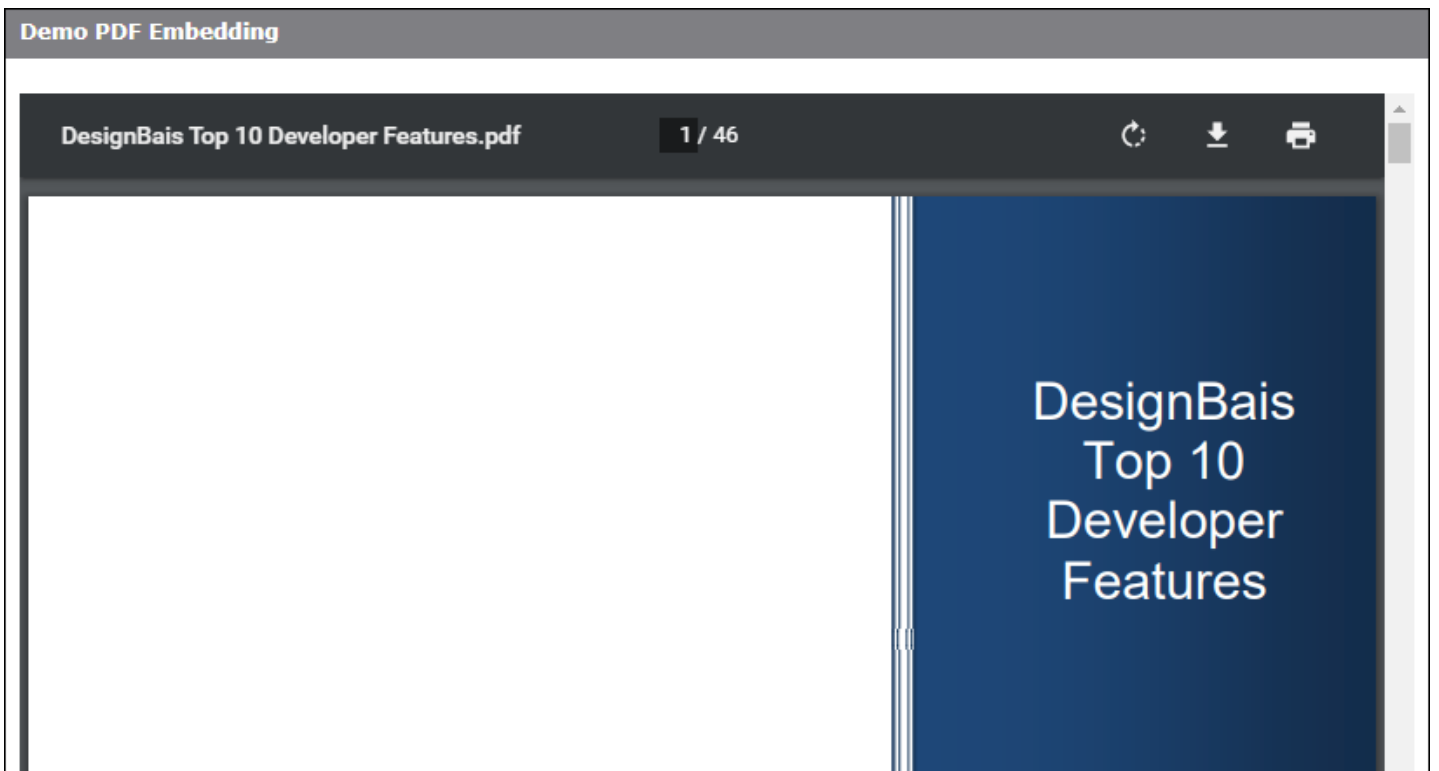 Demo PDF Embedding
DesignBais Top 10 Developer Features.pdf 1 / 46
DesignBais
Top 10
Developer
Features